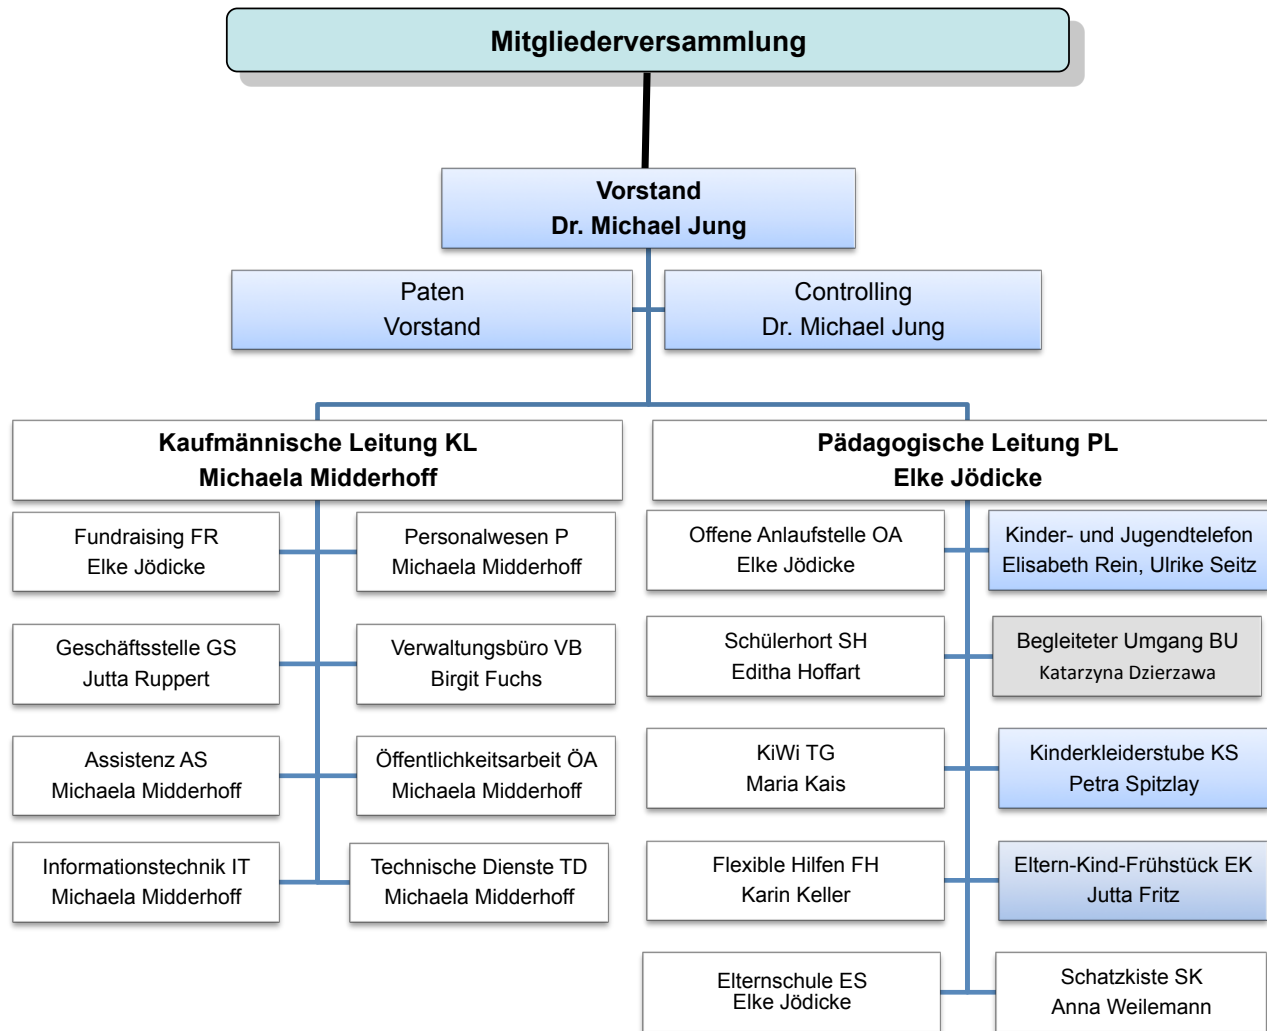 Mitgliederversammlung
Vorstand
Dr. Michael Jung
Paten
Vorstand
Controlling
Dr. Michael Jung
Kaufmännische Leitung KL
Michaela Midderhoff
Pädagogische Leitung PL
Elke Jödicke
Fundraising FR
Elke Jödicke
Personalwesen P
Michaela Midderhoff
Offene Anlaufstelle OA
Elke Jödicke
Kinder- und Jugendtelefon
Elisabeth Rein, Ulrike Seitz
Geschäftsstelle GS
Jutta Ruppert
Verwaltungsbüro VB
Birgit Fuchs
Schülerhort SH
Editha Hoffart
Begleiteter Umgang BU
Katarzyna Dzierzawa
Assistenz AS
Michaela Midderhoff
Öffentlichkeitsarbeit ÖA
Michaela Midderhoff
KiWi TG
Maria Kais
Kinderkleiderstube KS
Petra Spitzlay
Informationstechnik IT
Michaela Midderhoff
Technische Dienste TD
Michaela Midderhoff
Flexible Hilfen FH
Karin Keller
Eltern-Kind-Frühstück EK
Jutta Fritz
Elternschule ES
Elke Jödicke
Schatzkiste SK
Anna Weilemann